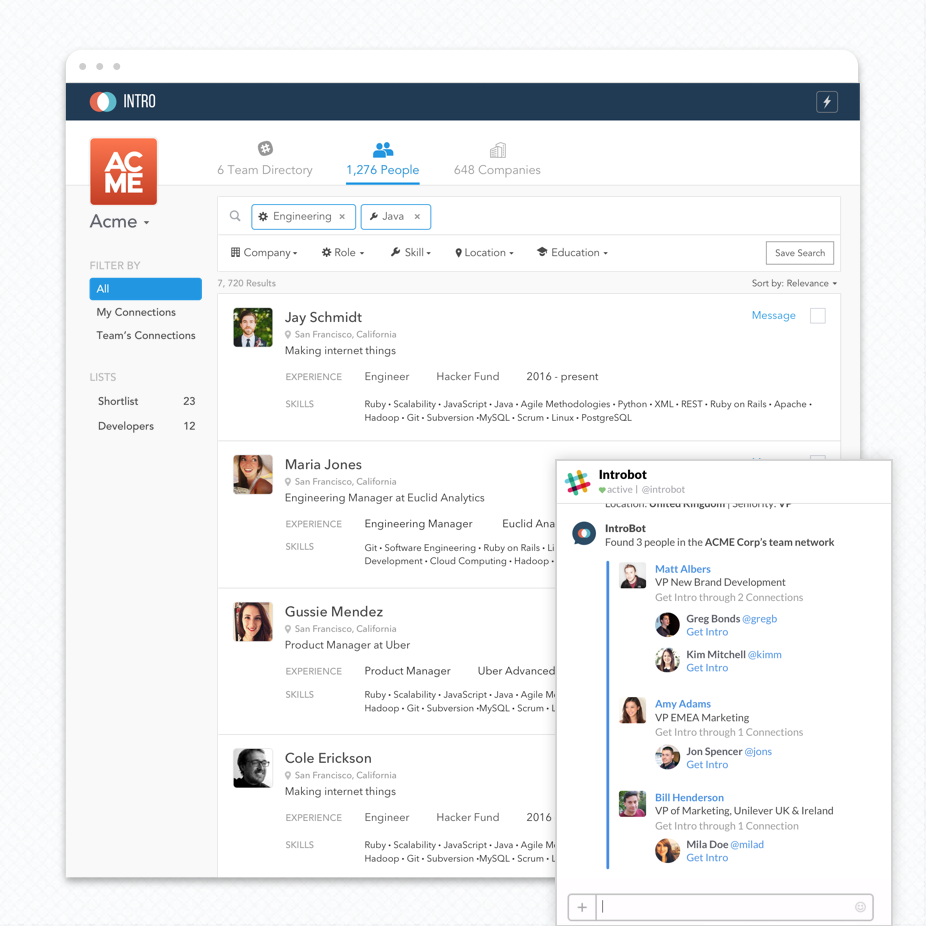 INTRO
AC
ME
Acme
6 Team Directory
1,276 People
648 Companies
Engineering ×
Java ×
Company
Role
Skill
Location
Education
Save Search
7, 720 Results
Sort by: Relevance
FILTER BY
All
My Connections
Team's Connections
LISTS
Shortlist 23
Developers 12
Jay Schmidt
Message
San Francisco, California
Making internet things
EXPERIENCE Engineer Hacker Fund 2016 - present
SKILLS Ruby • Scalability • JavaScript • Java • Agile Methodologies • Python • XML • REST • Ruby on Rails • Apache •
Hadoop • Git • Subversion •MySQL • Scrum • Linux • PostgreSQL
Maria Jones
San Francisco, California
Engineering Manager at Euclid Analytics
EXPERIENCE Engineering Manager Euclid Ana
SKILLS Git • Software Engineering • Ruby on Rails • Li
Development • Cloud Computing • Hadoop •
Gussie Mendez
San Francisco, California
Product Manager at Uber
EXPERIENCE Product Manager Uber Advanced
SKILLS Ruby • Scalability • JavaScript • Java • Agile M
Hadoop • Git • Subversion •MySQL • Scrum • L
Cole Erickson
San Francisco, California
Making internet things
EXPERIENCE Engineer Hacker Fund 2016
SKILLS Ruby • Scalability • JavaScript • Java • Agile M
Hadoop • Git • Subversion •MySQL • Scrum • L
Introbot
active | @introbot
Location: United Kingdom | Seniority: VP
IntroBot
Found 3 people in the ACME Corp's team network
Matt Albers
VP New Brand Development
Get Intro through 2 Connections
Greg Bonds @gregb
Get Intro
Kim Mitchell @kimm
Get Intro
Amy Adams
VP EMEA Marketing
Get Intro through 1 Connections
Jon Spencer @jons
Get Intro
Bill Henderson
VP of Marketing, Unilever UK & Ireland
Get Intro through 1 Connection
Mila Doe @milad
Get Intro
+